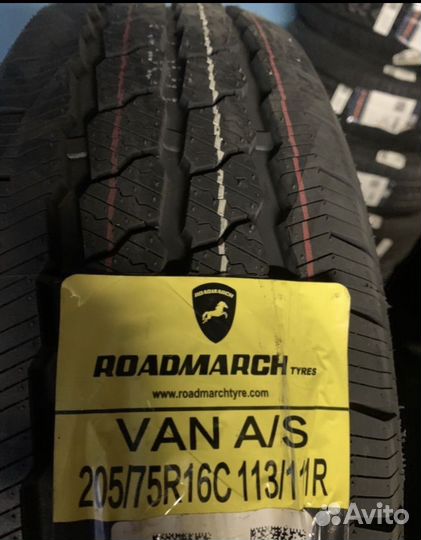 ROADMARCH
ROADMARCH TYRES
www.roadmarchtyre.com
VAN A/S
205/75R16C 113/111R
Avito